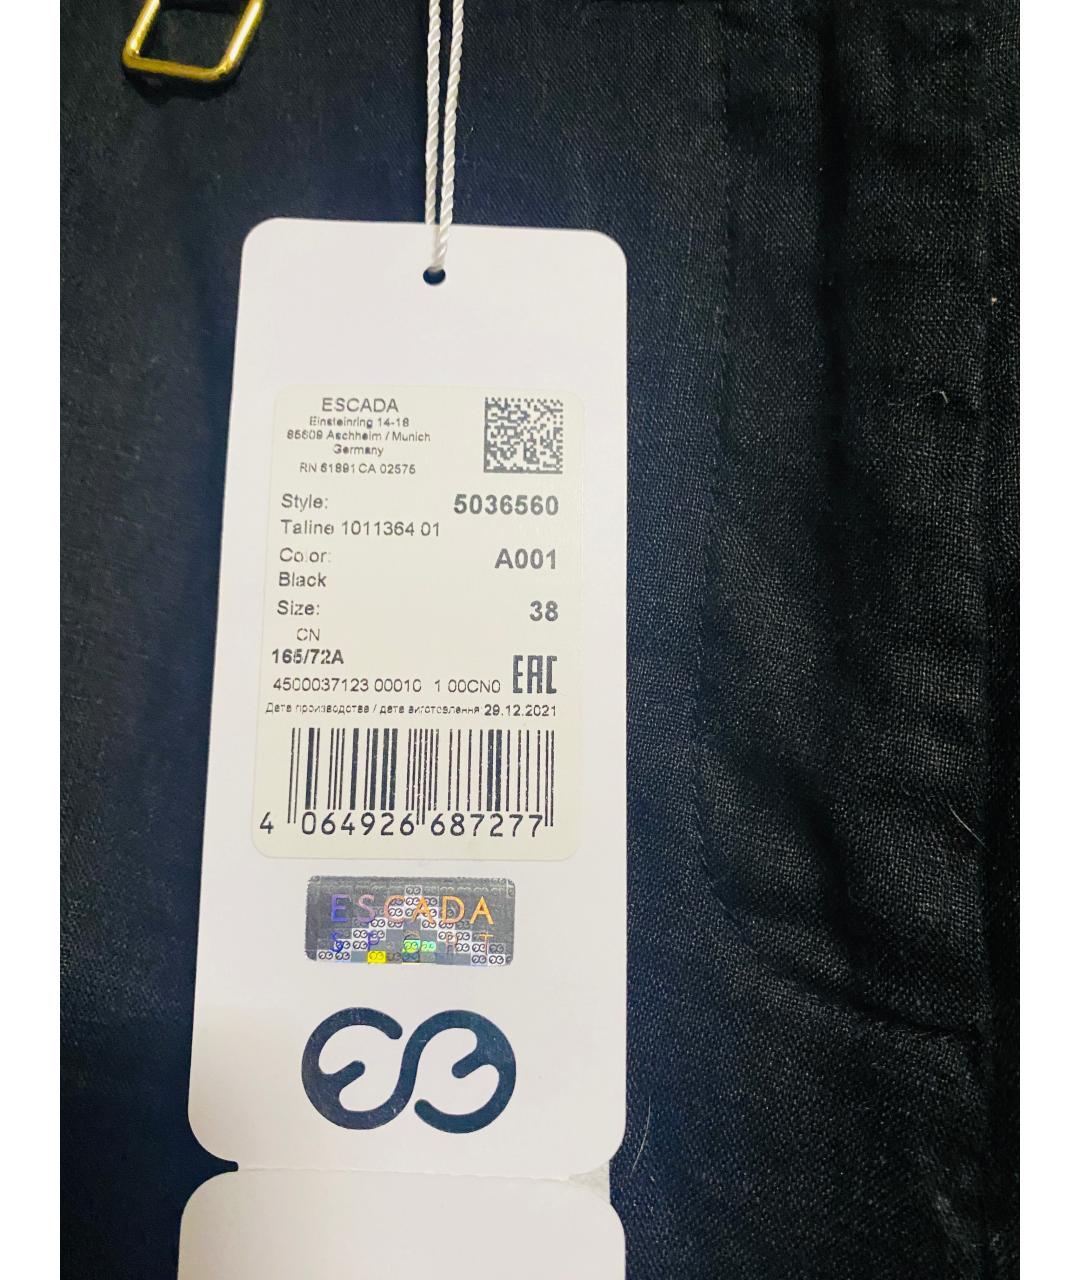 ESCADA
Einsteinring 14-18
85609 Aschheim / Munich
Germany
RN 61891 CA 02575
Style: 5036560
Taline 1011364 01
Color: A001
Black
Size: 38
CN
165/72A
4500037123 00010 1 00CN0 EAC
Дата производства / дата виготовлення 29.12.2021
4 064926 687277
ESCADA
SPORT